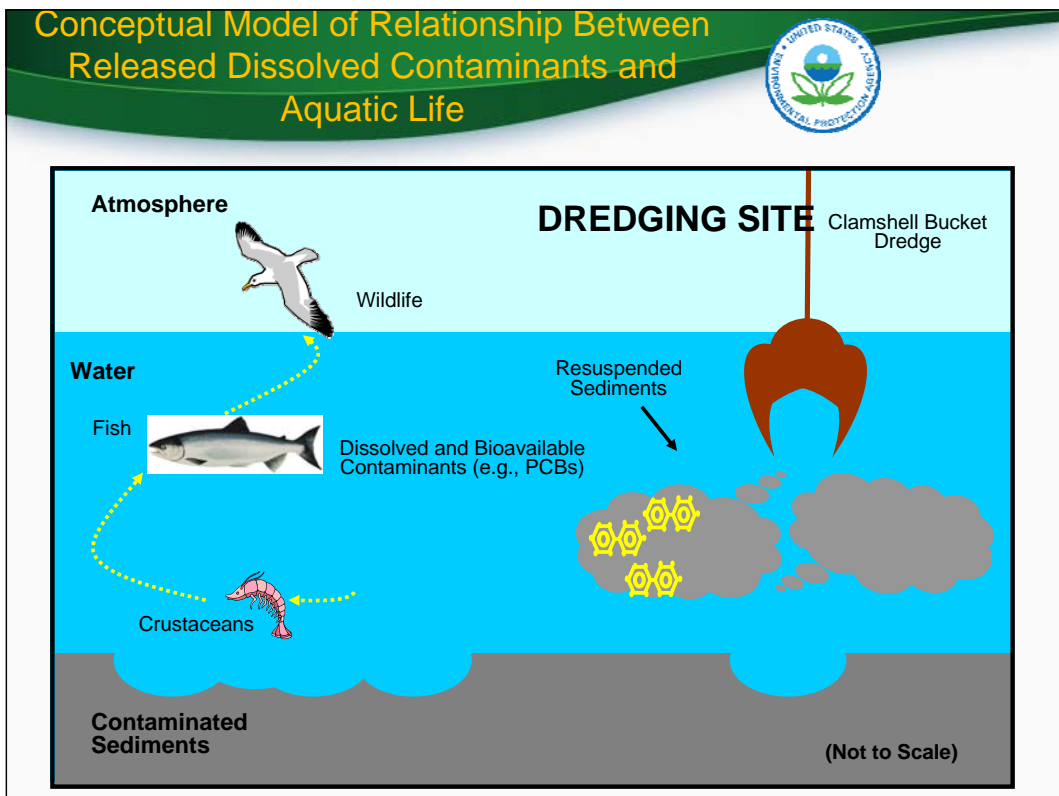 Conceptual Model of Relationship Between
Released Dissolved Contaminants and
Aquatic Life
UNITED STATES
ENVIRONMENTAL PROTECTION AGENCY
Atmosphere
DREDGING SITE
Clamshell Bucket
Dredge
Wildlife
Water
Resuspended
Sediments
Fish
Dissolved and Bioavailable
Contaminants (e.g., PCBs)
Crustaceans
Contaminated
Sediments
(Not to Scale)